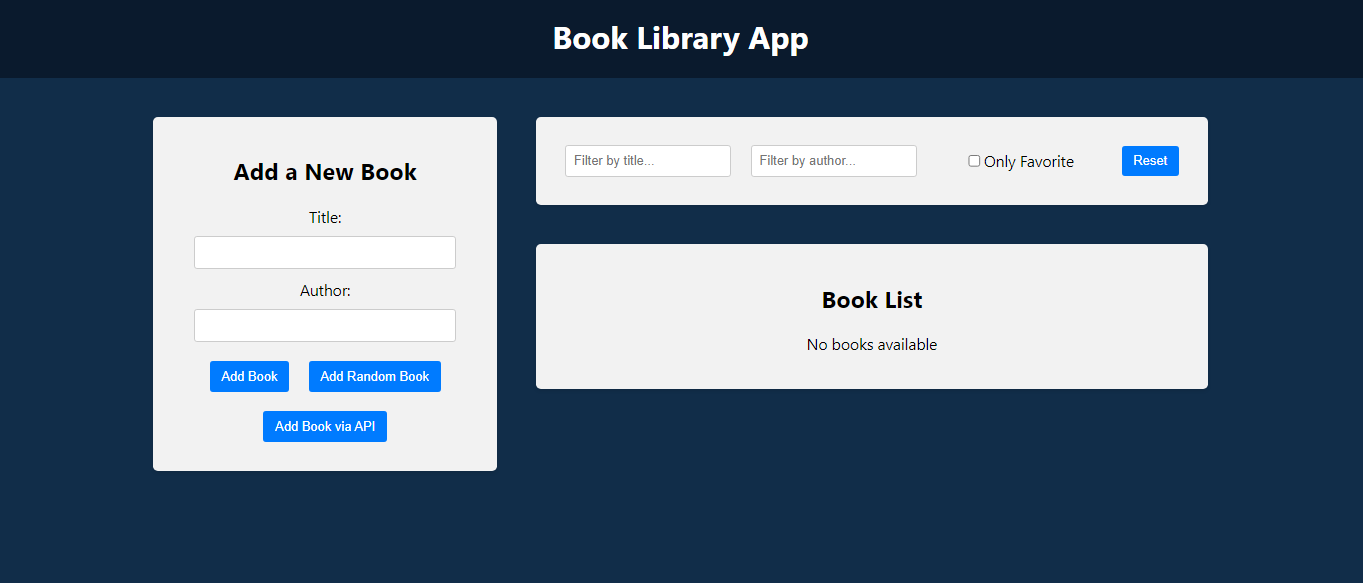 Book Library App
Add a New Book
Title:
Author:
Add Book
Add Random Book
Add Book via API
Filter by title...
Filter by author...
Only Favorite
Reset
Book List
No books available